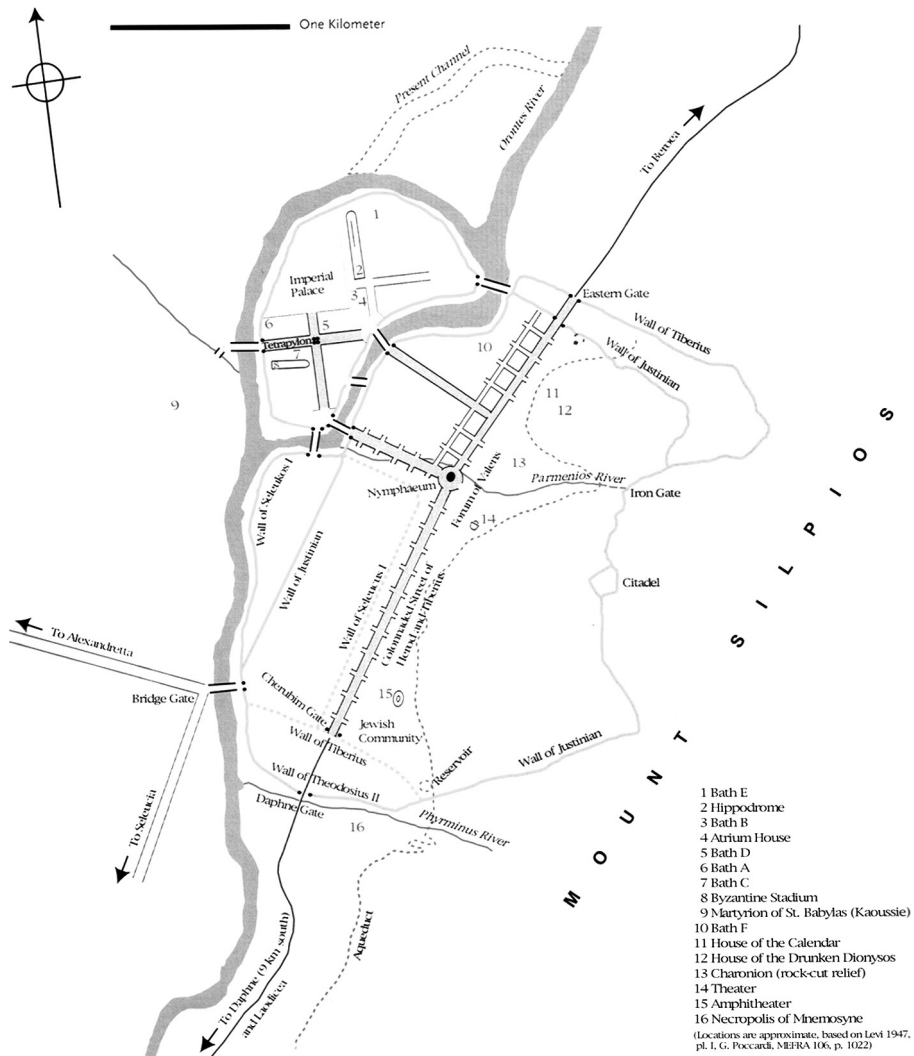 One Kilometer
Present Channel
Orontes River
To Beroea
1
Imperial
Palace
2
3
4
Eastern Gate
6
5
Tetrapylon
7
8
Wall of Tiberius
Wall of Justinian
10
9
11
12
13
Nymphaeum
Forum of Valens
Parmenios River
Iron Gate
14
Wall of Seleukos I
Wall of Justinian
Wall of Seleucus I
Colonnaded Street of
Herod and Tiberius
Citadel
MOUNT SILPIOS
To Alexandretta
Bridge Gate
Cherubim Gate
15
Jewish
Community
Wall of Tiberius
Wall of Justinian
Reservoir
Wall of Theodosius II
Daphne Gate
16
Phyrminus River
To Seleucia
Aqueduct
To Daphne (9 km south)
and Laodicea
1 Bath E
2 Hippodrome
3 Bath B
4 Atrium House
5 Bath D
6 Bath A
7 Bath C
8 Byzantine Stadium
9 Martyrion of St. Babylas (Kaoussie)
10 Bath F
11 House of the Calendar
12 House of the Drunken Dionysos
13 Charonion (rock-cut relief)
14 Theater
15 Amphitheater
16 Necropolis of Mnemosyne
(Locations are approximate, based on Levi 1947,
pl. I, G. Poccardi, MEFRA 106, p. 1022)